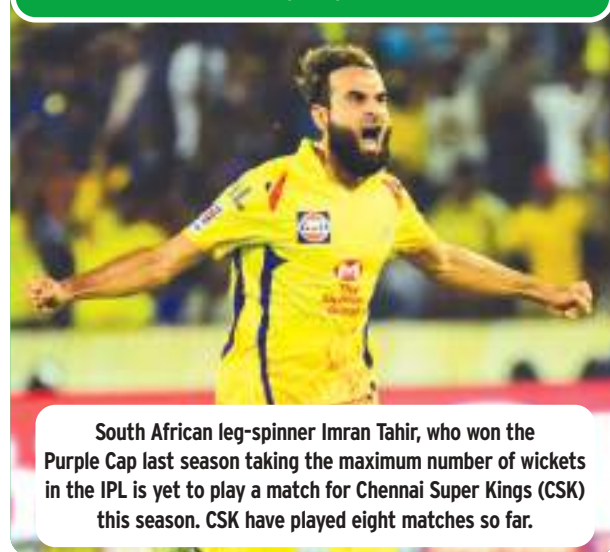 South African leg-spinner Imran Tahir, who won the
Purple Cap last season taking the maximum number of wickets
in the IPL is yet to play a match for Chennai Super Kings (CSK)
this season. CSK have played eight matches so far.